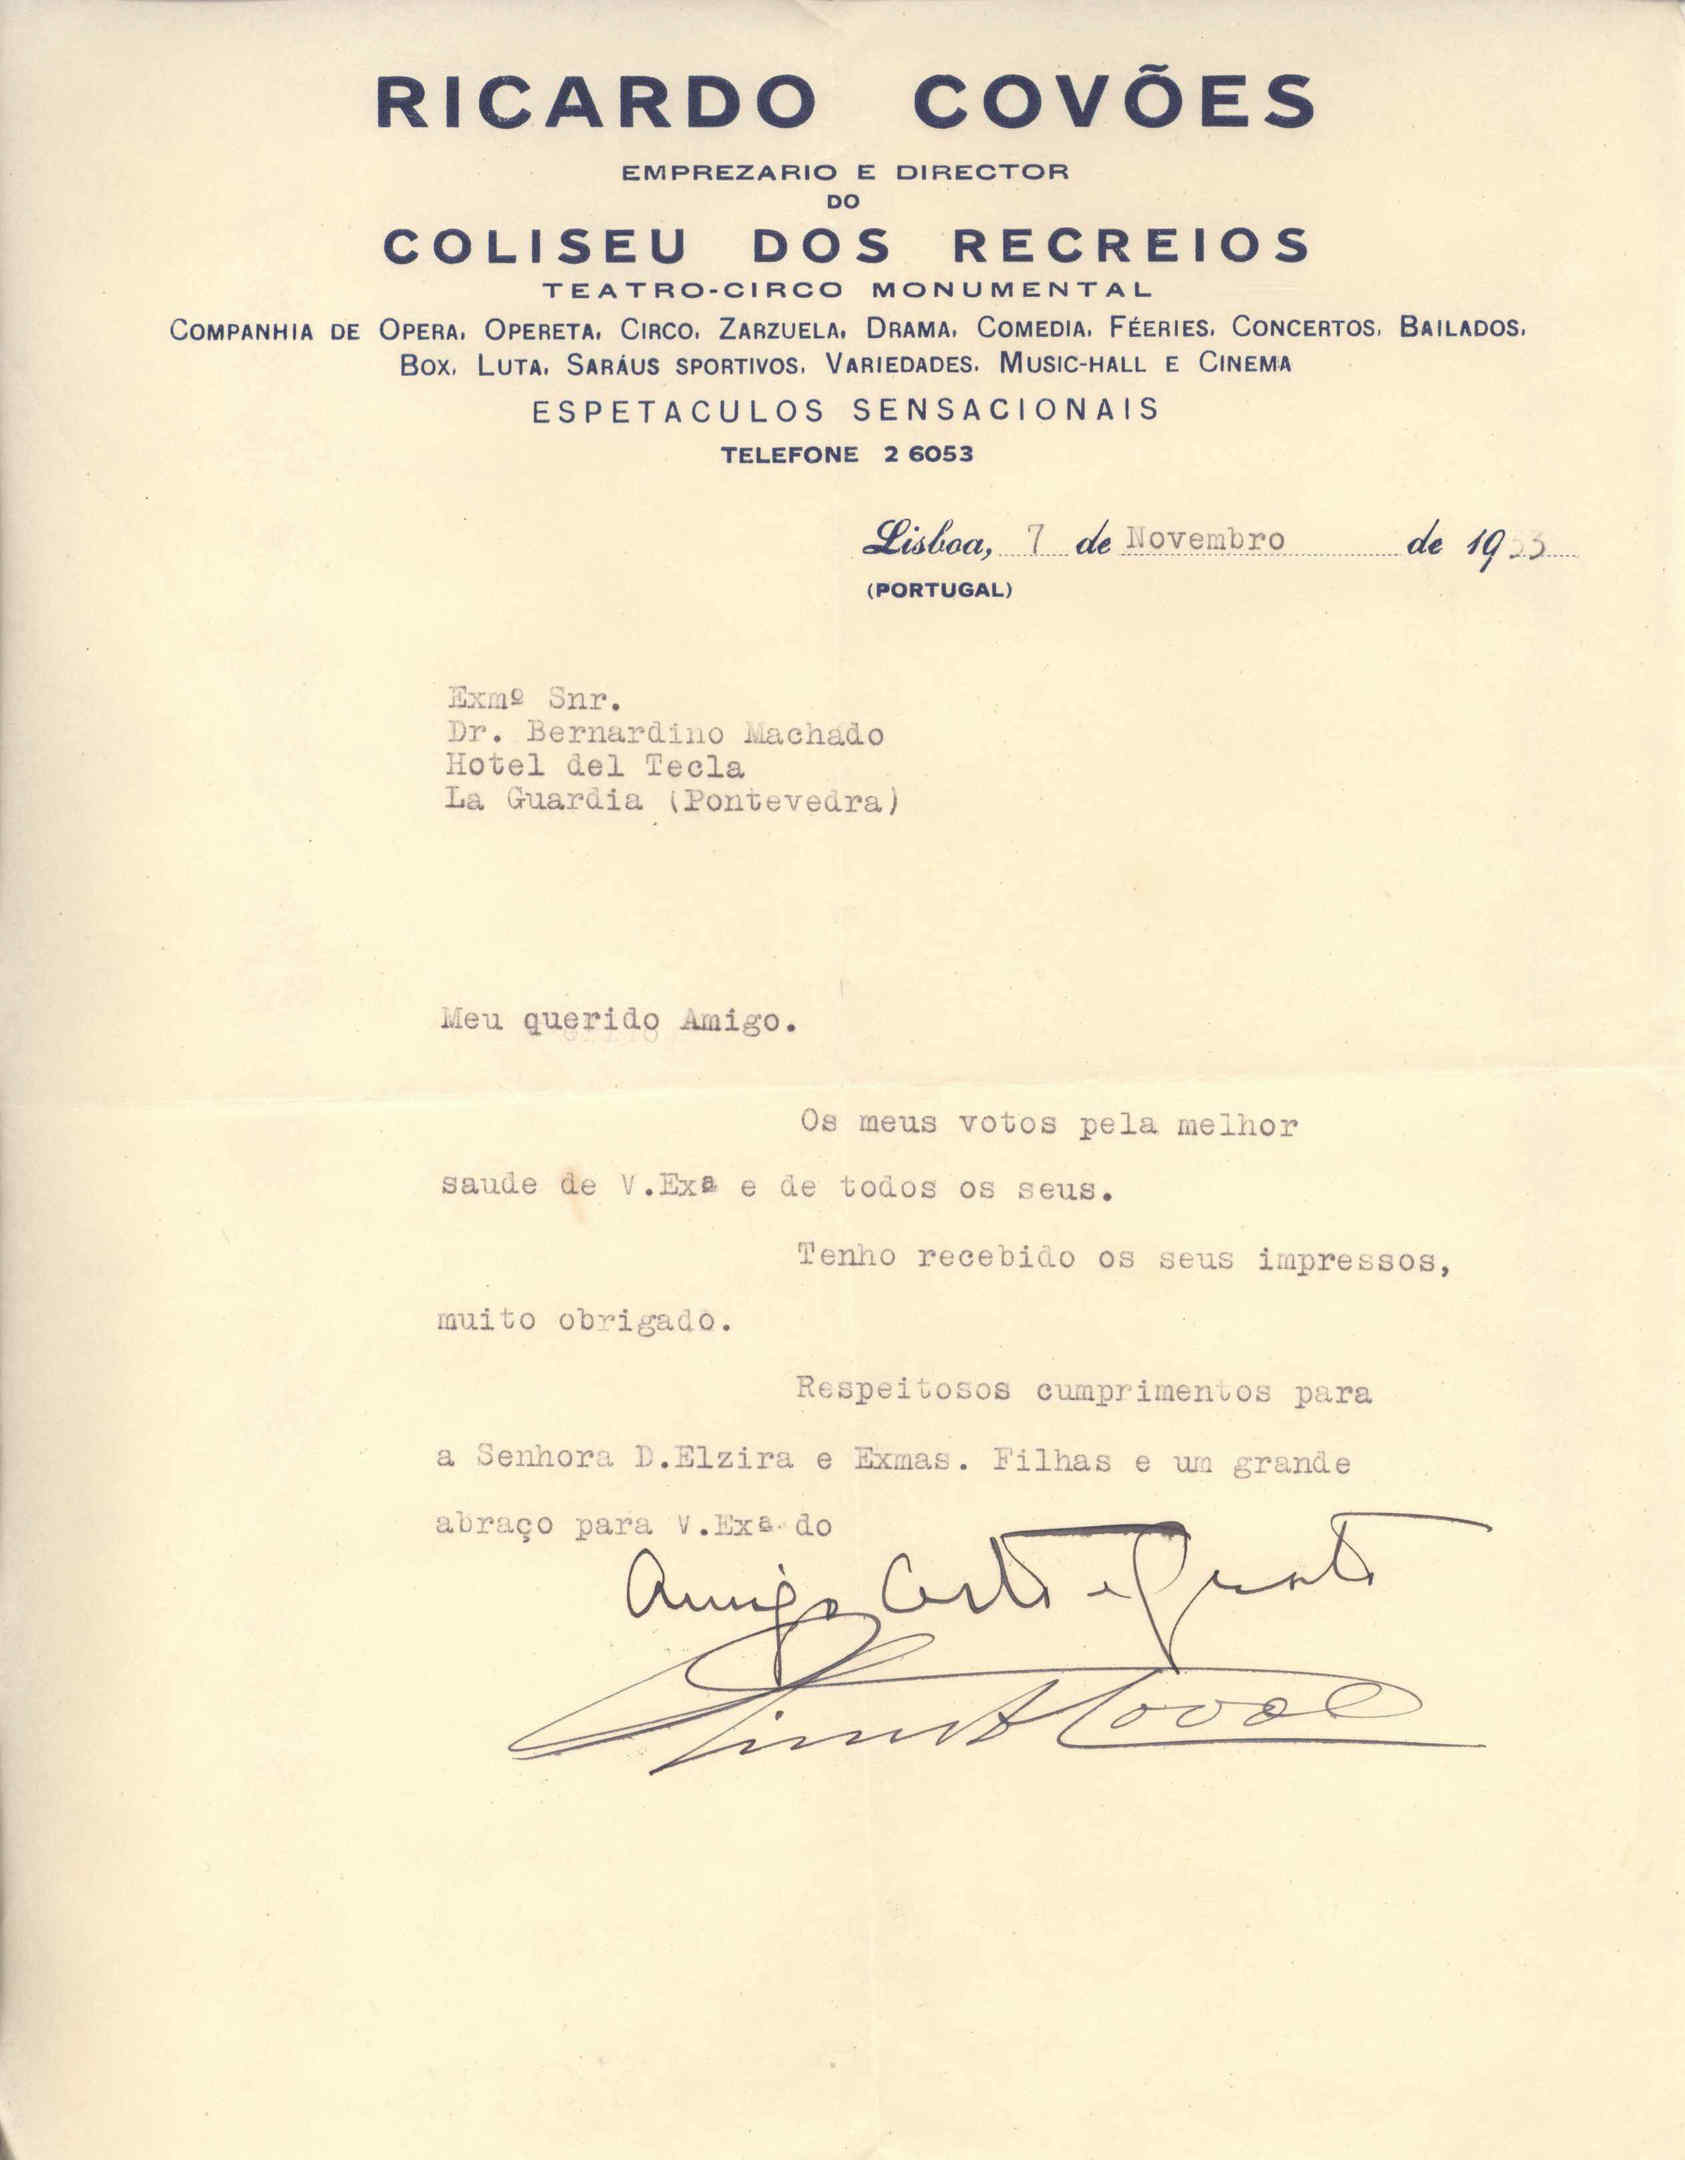 RICARDO COVÕES
EMPREZARIO E DIRECTOR
DO
COLISEU DOS RECREIOS
TEATRO-CIRCO MONUMENTAL
COMPANHIA DE OPERA, OPERETA, CIRCO, ZARZUELA, DRAMA, COMEDIA, FÉERIES, CONCERTOS, BAILADOS,
BOX, LUTA, SARÁUS SPORTIVOS, VARIEDADES, MUSIC-HALL E CINEMA
ESPETACULOS SENSACIONAIS
TELEFONE 2 6053
Lisboa, 7 de Novembro de 1933
(PORTUGAL)
Exmº Snr.
Dr. Bernardino Machado
Hotel del Tecla
La Guardia (Pontevedra)
Meu querido Amigo.
Os meus votos pela melhor
saude de V.Exª e de todos os seus.
Tenho recebido os seus impressos,
muito obrigado.
Respeitosos cumprimentos para
a Senhora D.Elzira e Exmas. Filhas e um grande
abraço para V.Exª do
Amigo Certo e Grato